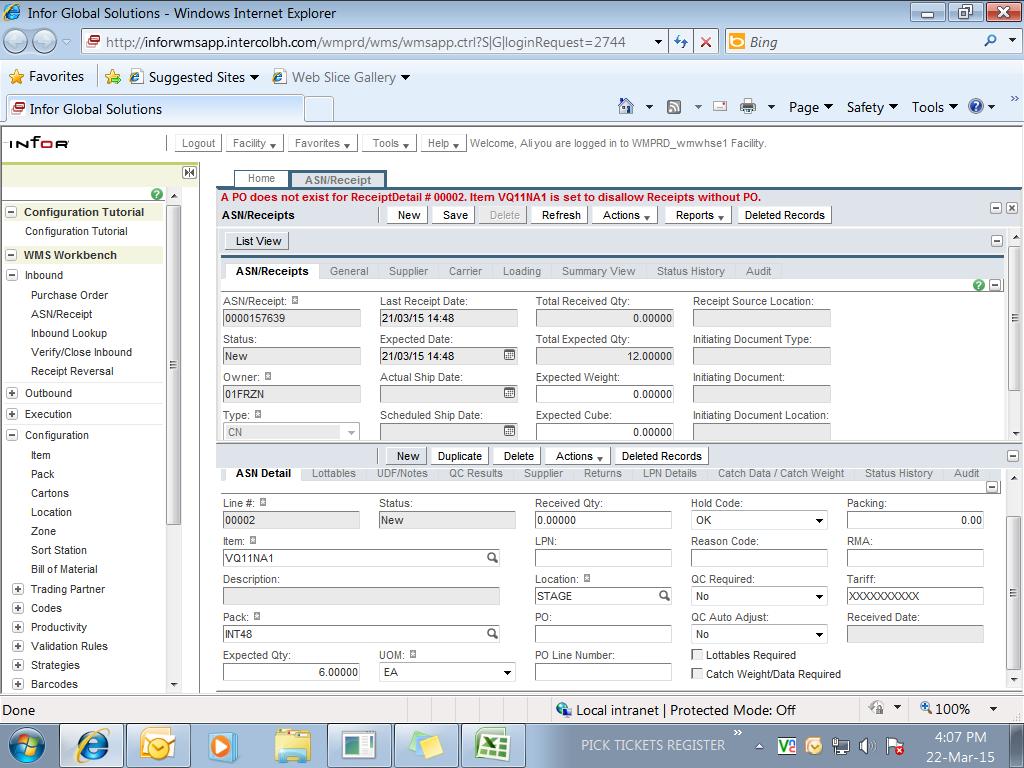 Infor Global Solutions - Windows Internet Explorer
http://inforwmsapp.intercolbh.com/wmprd/wms/wmsapp.ctrl?S|G|loginRequest=2744
Bing
Favorites Suggested Sites Web Slice Gallery
Infor Global Solutions
Page Safety Tools
infor Logout Facility Favorites Tools Help Welcome, Ali you are logged in to WMPRD_wmwhse1 Facility.
Home ASN/Receipt
A PO does not exist for ReceiptDetail # 00002. Item VQ11NA1 is set to disallow Receipts without PO.
ASN/Receipts New Save Delete Refresh Actions Reports Deleted Records
List View
ASN/Receipts General Supplier Carrier Loading Summary View Status History Audit
ASN/Receipt: Last Receipt Date: Total Received Qty: Receipt Source Location:
0000157639 21/03/15 14:48 0.00000
Status: Expected Date: Total Expected Qty: Initiating Document Type:
New 21/03/15 14:48 12.00000
Owner: Actual Ship Date: Expected Weight: Initiating Document:
01FRZN 0.00000
Type: Scheduled Ship Date: Expected Cube: Initiating Document Location:
CN 0.00000
New Duplicate Delete Actions Deleted Records
ASN Detail Lottables UDF/Notes QC Results Supplier Returns LPN Details Catch Data / Catch Weight Status History Audit
Line #: Status: Received Qty: Hold Code: Packing:
00002 New 0.00000 OK 0.00
Item: LPN: Reason Code: RMA:
VQ11NA1
Description: Location: QC Required: Tariff:
STAGE No XXXXXXXXXX
Pack: PO: QC Auto Adjust: Received Date:
INT48 No
Expected Qty: UOM: PO Line Number: Lottables Required
6.00000 EA Catch Weight/Data Required
Configuration Tutorial
Configuration Tutorial
WMS Workbench
Inbound
Purchase Order
ASN/Receipt
Inbound Lookup
Verify/Close Inbound
Receipt Reversal
Outbound
Execution
Configuration
Item
Pack
Cartons
Location
Zone
Sort Station
Bill of Material
Trading Partner
Codes
Productivity
Validation Rules
Strategies
Barcodes
Done Local intranet | Protected Mode: Off 100%
PICK TICKETS REGISTER 4:07 PM
22-Mar-15